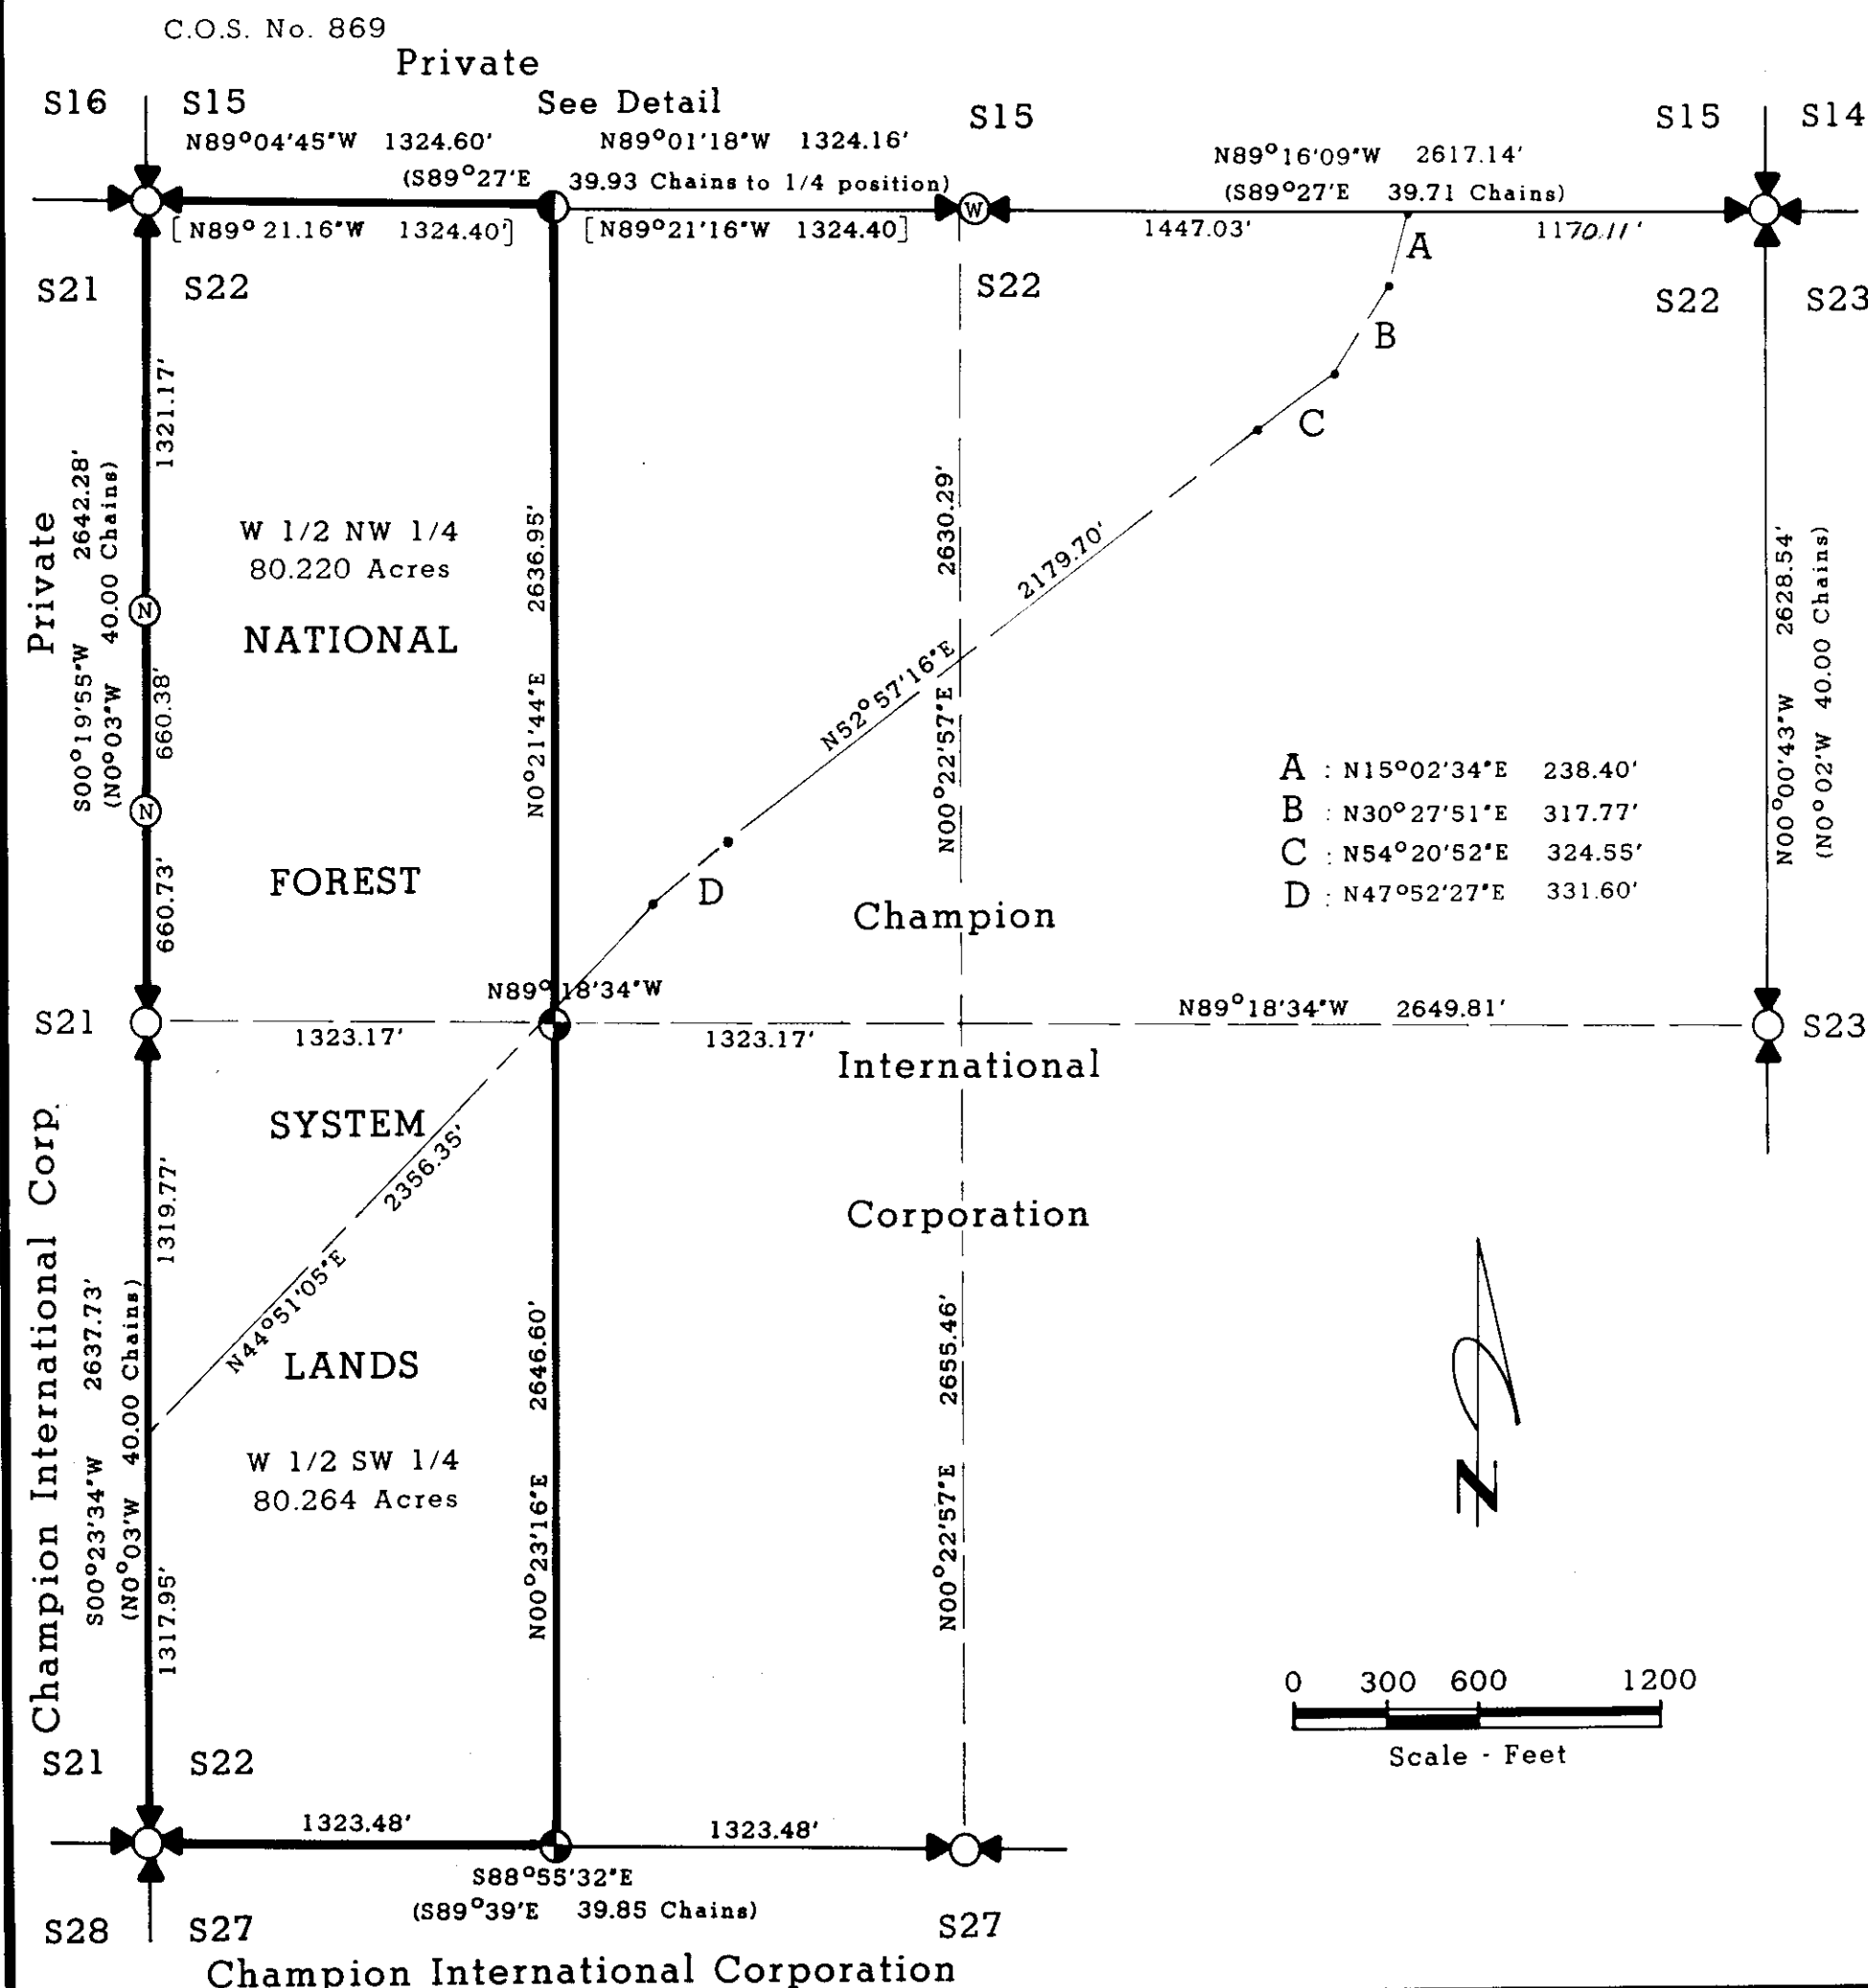 C.O.S. No. 869
Private
S16 S15 See Detail S15 S15 S14
N89°04'45"W 1324.60' N89°01'18"W 1324.16' N89°16'09"W 2617.14'
(S89°27'E 39.93 Chains to 1/4 position) (S89°27'E 39.71 Chains)
W
[N89°21.16"W 1324.40'] [N89°21'16"W 1324.40] 1447.03' 1170.11'
A
S21 S22 S22 S22 S23
B
C
1321.17'
S00°19'55"W 2642.28'
(N0°03"W 40.00 Chains)
Private
W 1/2 NW 1/4
80.220 Acres
N0°21'44"E 2636.95'
N00°22'57"E 2630.29'
2179.70'
N52°57'16"E
N00°00'43"W 2628.54'
(N0°02'W 40.00 Chains)
N
NATIONAL
660.38'
N
A : N15°02'34"E 238.40'
B : N30°27'51"E 317.77'
C : N54°20'52"E 324.55'
D : N47°52'27"E 331.60'
FOREST
D
660.73'
Champion
N89°18'34"W
S21 N89°18'34"W 2649.81' S23
1323.17' 1323.17'
International
SYSTEM
2356.35'
N44°51'05"E
Corporation
1319.77'
Champion International Corp.
S00°23'34"W 2637.73'
(N0°03'W 40.00 Chains)
LANDS
N00°23'16"E 2646.60'
N00°22'57"E 2655.46'
W 1/2 SW 1/4
80.264 Acres
N
1317.95'
0 300 600 1200
Scale - Feet
S21 S22
1323.48' 1323.48'
S88°55'32"E
(S89°39'E 39.85 Chains)
S28 S27 S27
Champion International Corporation